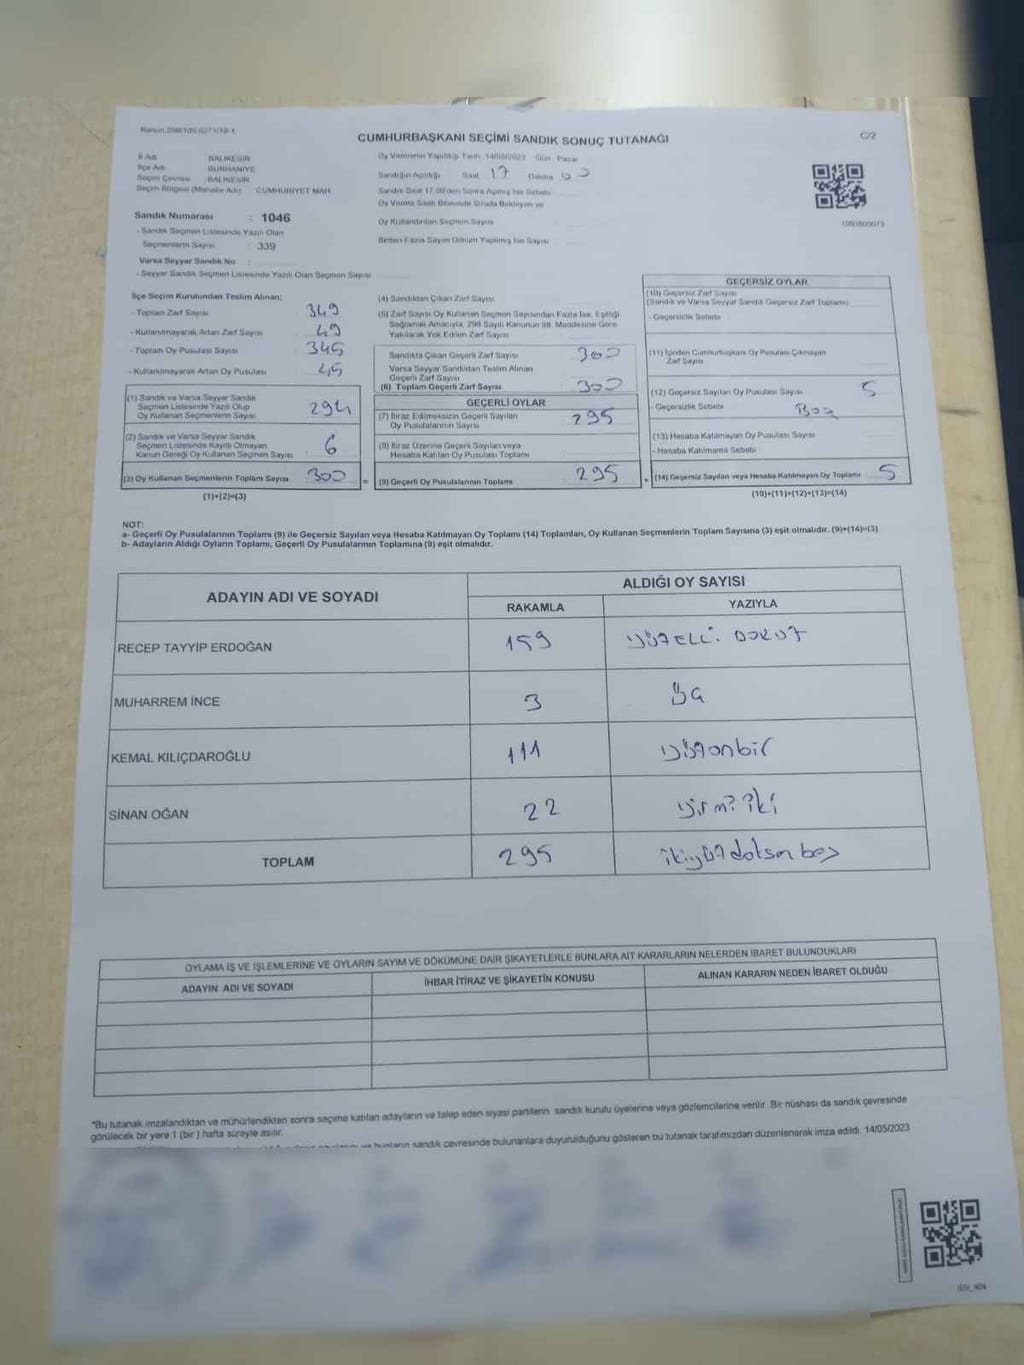 CUMHURBAŞKANI SEÇİMİ SANDIK SONUÇ TUTANAĞI
C/2
İl Adı BALIKESİR
İlçe Adı BURHANİYE
Seçim Çevresi BALIKESİR
Seçim Bölgesi (Mahalle Adı) CUMHURİYET MAH.
Oy Vermenin Yapıldığı Tarih 14/05/2023 Gün Pazar
Sandığın Açıldığı Saat 17 Dakika 00
Sandık Saat 17.00'den Sonra Açılmış İse Sebebi
Oy Verme Saati Bitiminde Sırada Bekleyen ve
Oy Kullandırılan Seçmen Sayısı
Birden Fazla Sayım Döküm Yapılmış İse Sayısı
Sandık Numarası : 1046
- Sandık Seçmen Listesinde Yazılı Olan
Seçmenlerin Sayısı : 339
Varsa Seyyar Sandık No
- Seyyar Sandık Seçmen Listesinde Yazılı Olan Seçmen Sayısı
İlçe Seçim Kurulundan Teslim Alınan;
- Toplam Zarf Sayısı : 349
- Kullanılmayarak Artan Zarf Sayısı : 49
- Toplam Oy Pusulası Sayısı : 345
- Kullanılmayarak Artan Oy Pusulası : 45
(1) Sandık ve Varsa Seyyar Sandık
Seçmen Listesinde Yazılı Olup
Oy Kullanan Seçmenlerin Sayısı 294
(2) Sandık ve Varsa Seyyar Sandık
Seçmen Listesinde Kayıtlı Olmayan
Kanun Gereği Oy Kullanan Seçmen Sayısı 6
(3) Oy Kullanan Seçmenlerin Toplam Sayısı 300
(1)+(2)=(3)
(4) Sandıktan Çıkan Zarf Sayısı
(5) Zarf Sayısı Oy Kullanan Seçmen Sayısından Fazla İse, Eşitliği
Sağlamak Amacıyla, 298 Sayılı Kanunun 98. Maddesine Göre
Yakılarak Yok Edilen Zarf Sayısı
Sandıkta Çıkan Geçerli Zarf Sayısı 300
Varsa Seyyar Sandıktan Teslim Alınan
Geçerli Zarf Sayısı
(6) Toplam Geçerli Zarf Sayısı 300
GEÇERLİ OYLAR
(7) İtiraz Edilmeksizin Geçerli Sayılan
Oy Pusulalarının Sayısı 295
(8) İtiraz Üzerine Geçerli Sayılan veya
Hesaba Katılan Oy Pusulası Toplamı
(9) Geçerli Oy Pusulalarının Toplamı 295
GEÇERSİZ OYLAR
(10) Geçersiz Zarf Sayısı
(Sandık ve Varsa Seyyar Sandık Geçersiz Zarf Toplamı)
- Geçersizlik Sebebi
(11) İçinden Cumhurbaşkanı Oy Pusulası Çıkmayan
Zarf Sayısı
(12) Geçersiz Sayılan Oy Pusulası Sayısı 5
- Geçersizlik Sebebi Boş
(13) Hesaba Katılmayan Oy Pusulası Sayısı
- Hesaba Katılmama Sebebi
(14) Geçersiz Sayılan veya Hesaba Katılmayan Oy Toplamı 5
(10)+(11)+(12)+(13)=(14)
NOT:
a- Geçerli Oy Pusulalarının Toplamı (9) ile Geçersiz Sayılan veya Hesaba Katılmayan Oy Toplamı (14) Toplamları, Oy Kullanan Seçmenlerin Toplam Sayısına (3) eşit olmalıdır. (9)+(14)=(3)
b- Adayların Aldığı Oyların Toplamı, Geçerli Oy Pusulalarının Toplamına (9) eşit olmalıdır.
ADAYIN ADI VE SOYADI
ALDIĞI OY SAYISI
RAKAMLA YAZIYLA
RECEP TAYYİP ERDOĞAN 159 YÜZELLİ DOKUZ
MUHARREM İNCE 3 Üç
KEMAL KILIÇDAROĞLU 111 Yüzonbir
SİNAN OĞAN 22 Yirmi iki
TOPLAM 295 ikiyüzdoksan beş
OYLAMA İŞ VE İŞLEMLERİNE VE OYLARIN SAYIM VE DÖKÜMÜNE DAİR ŞİKAYETLERLE BUNLARA AİT KARARLARIN NELERDEN İBARET BULUNDUKLARI
ADAYIN ADI VE SOYADI
İHBAR İTİRAZ VE ŞİKAYETİN KONUSU
ALINAN KARARIN NEDEN İBARET OLDUĞU
*Bu tutanak imzalandıktan ve mühürlendikten sonra seçime katılan adayların ve talep eden siyasi partilerin sandık kurulu üyelerine veya gözlemcilerine verilir. Bir nüshası da sandık çevresinde
görülecek bir yere 1 (bir) hafta süreyle asılır.
sandık çevresinde bulunanlara duyurulduğunu gösteren bu tutanak tarafımızdan düzenlenerek imza edildi. 14/05/2023